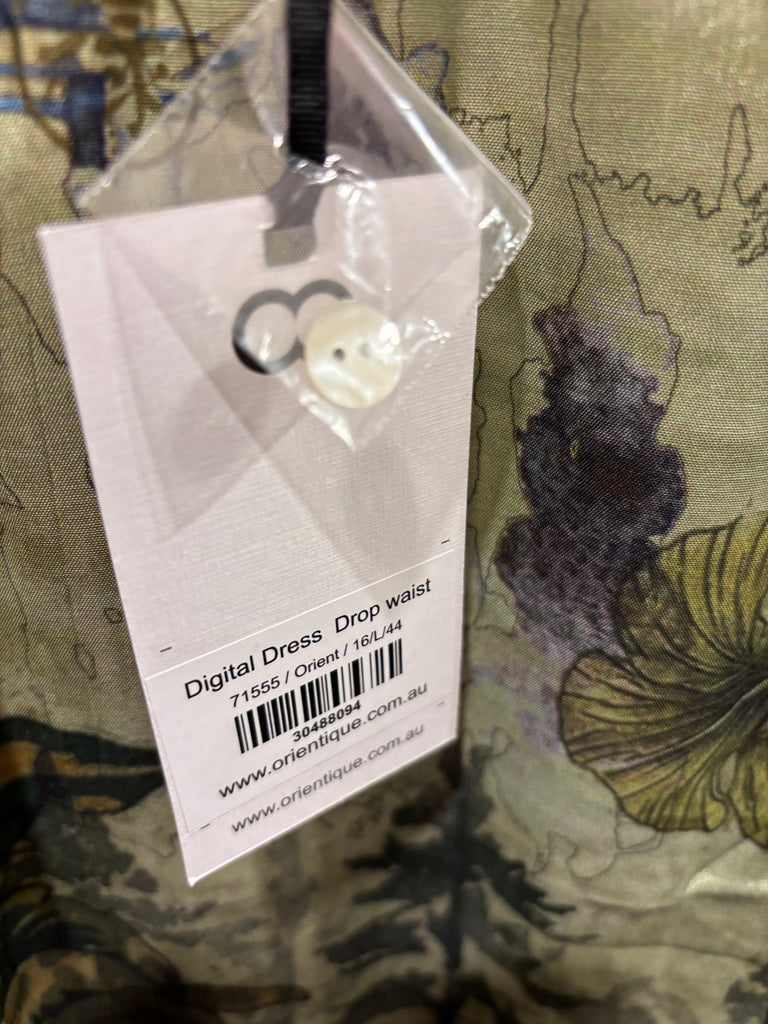 Digital Dress Drop waist
71555 / Orient / 16/L/44
30488094
www.orientique.com.au
www.orientique.com.au